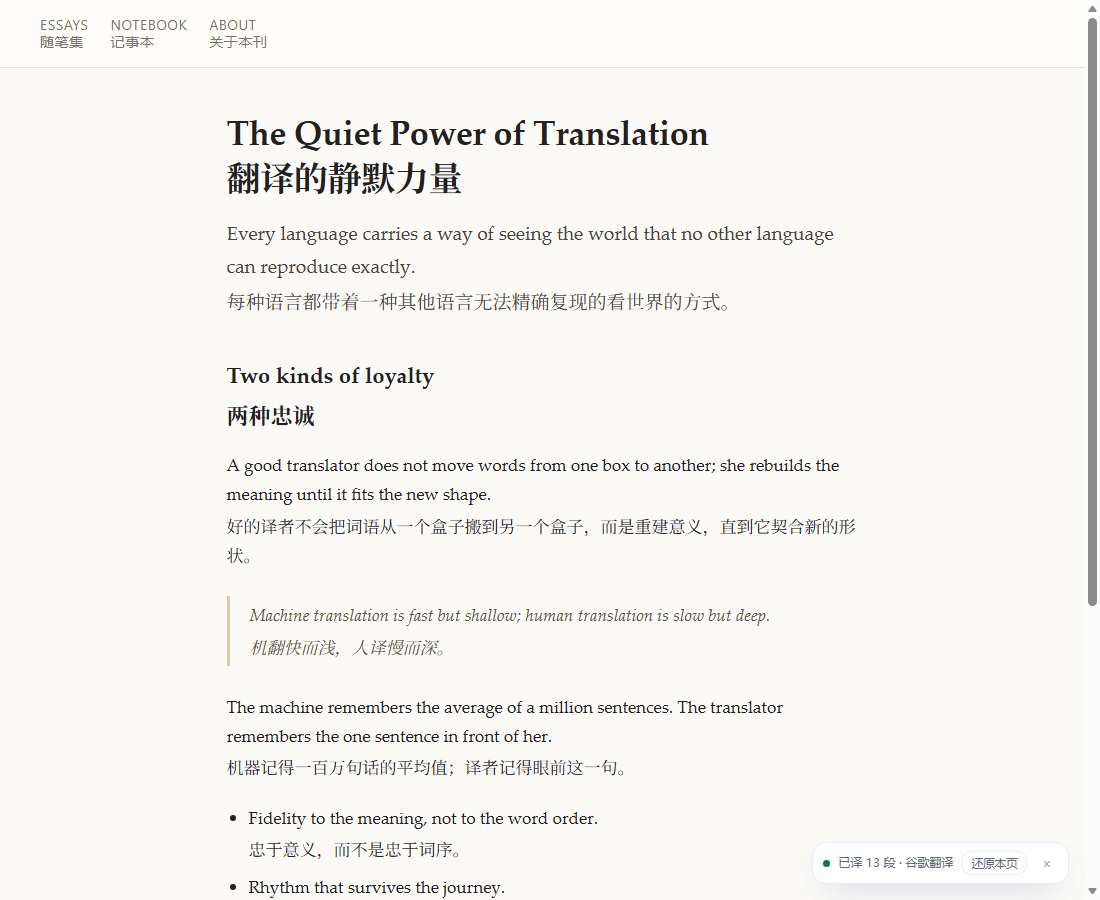 ESSAYS
随笔集
NOTEBOOK
记事本
ABOUT
关于本刊
The Quiet Power of Translation
翻译的静默力量
Every language carries a way of seeing the world that no other language
can reproduce exactly.
每种语言都带着一种其他语言无法精确复现的看世界的方式。
Two kinds of loyalty
两种忠诚
A good translator does not move words from one box to another; she rebuilds the
meaning until it fits the new shape.
好的译者不会把词语从一个盒子搬到另一个盒子，而是重建意义，直到它契合新的形
状。
Machine translation is fast but shallow; human translation is slow but deep.
机翻快而浅，人译慢而深。
The machine remembers the average of a million sentences. The translator
remembers the one sentence in front of her.
机器记得一百万句话的平均值；译者记得眼前这一句。
• Fidelity to the meaning, not to the word order.
忠于意义，而不是忠于词序。
• Rhythm that survives the journey.
已译 13 段 · 谷歌翻译 还原本页 ×